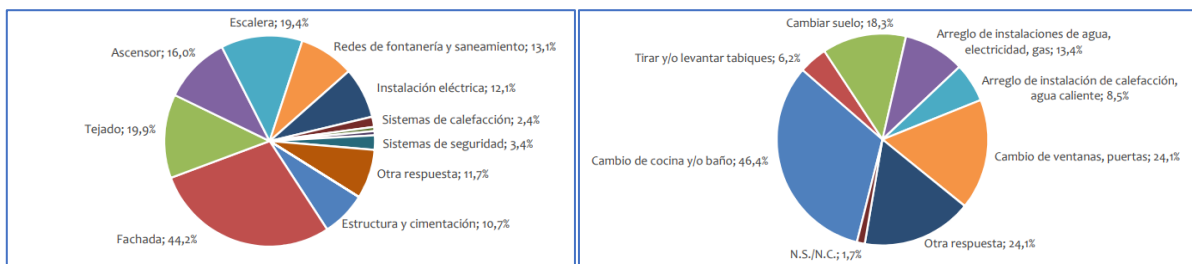 Escalera; 19,4%
Redes de fontanería y saneamiento; 13,1%
Ascensor; 16,0%
Instalación eléctrica; 12,1%
Sistemas de calefacción; 2,4%
Tejado; 19,9%
Sistemas de seguridad; 3,4%
Otra respuesta; 11,7%
Estructura y cimentación; 10,7%
Fachada; 44,2%
Cambiar suelo; 18,3%
Arreglo de instalaciones de agua,
electricidad, gas; 13,4%
Tirar y/o levantar tabiques; 6,2%
Arreglo de instalación de calefacción,
agua caliente; 8,5%
Cambio de cocina y/o baño; 46,4%
Cambio de ventanas, puertas; 24,1%
Otra respuesta; 24,1%
N.S./N.C.; 1,7%